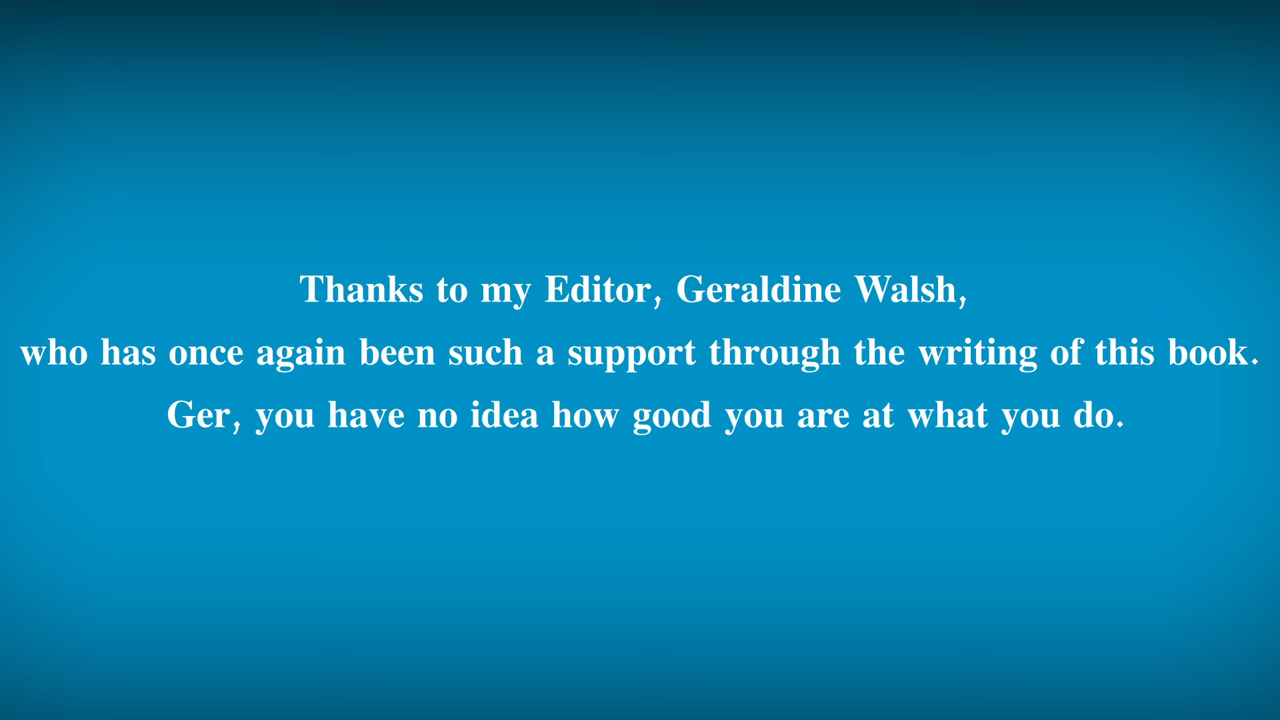 Thanks to my Editor, Geraldine Walsh,
who has once again been such a support through the writing of this book.
Ger, you have no idea how good you are at what you do.